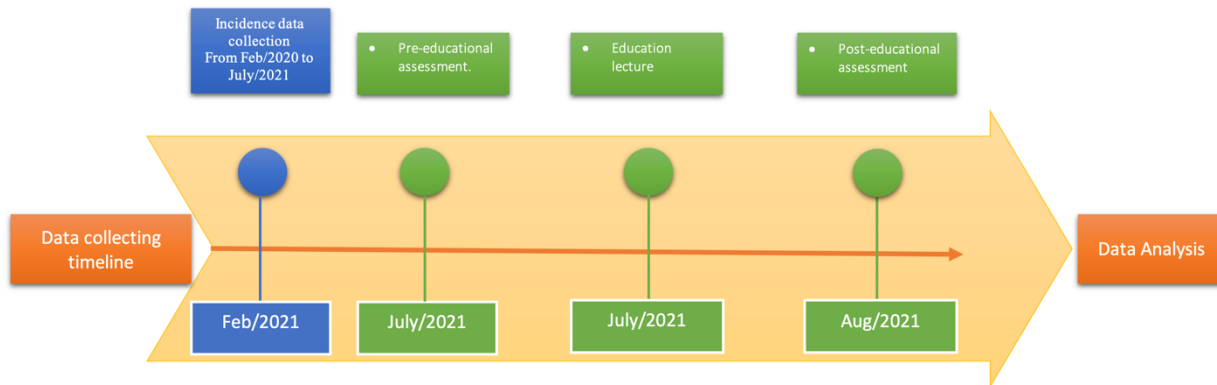 Incidence data
collection
From Feb/2020 to
July/2021
• Pre-educational
assessment.
• Education
lecture
• Post-educational
assessment
Data collecting
timeline
Data Analysis
Feb/2021
July/2021
July/2021
Aug/2021